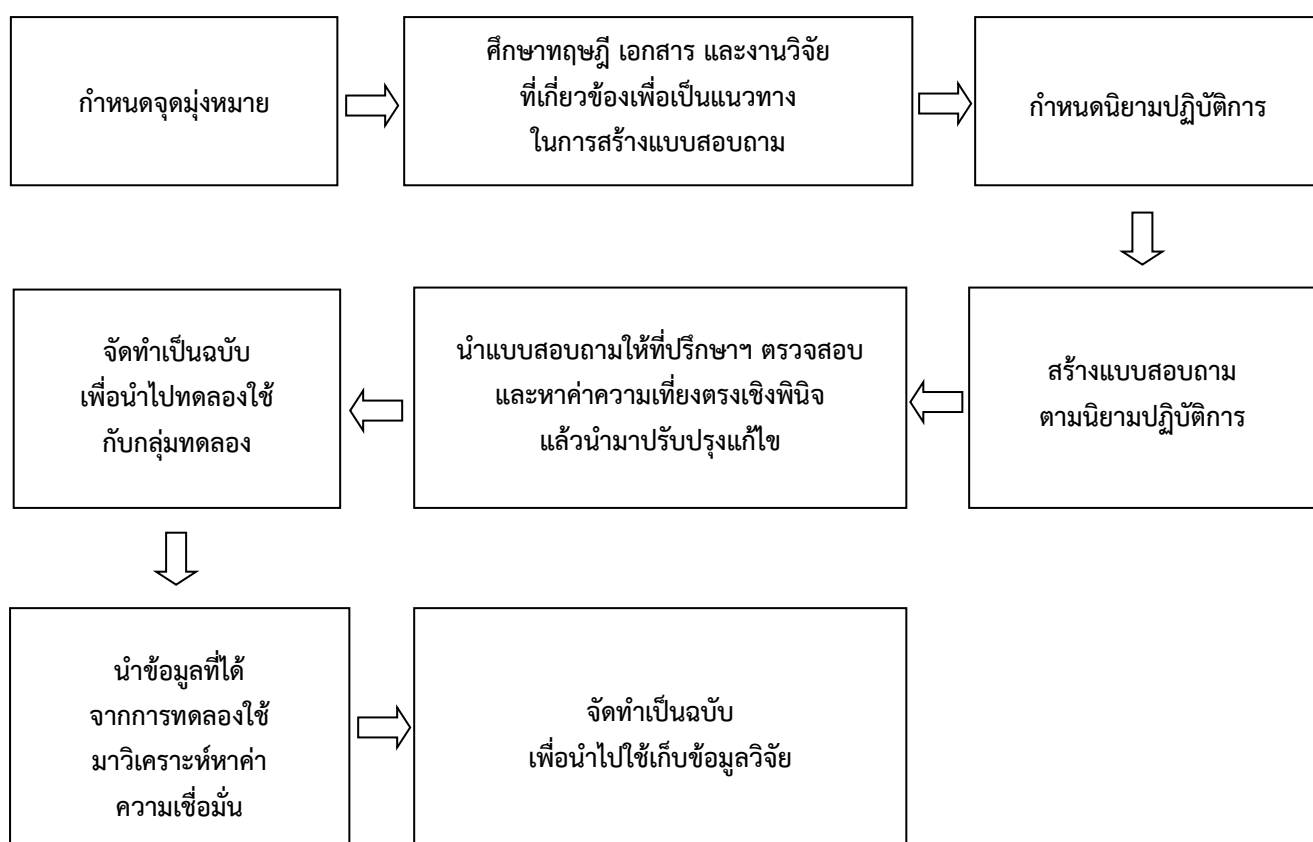 กำหนดจุดมุ่งหมาย
ศึกษาทฤษฎี เอกสาร และงานวิจัย
ที่เกี่ยวข้องเพื่อเป็นแนวทาง
ในการสร้างแบบสอบถาม
กำหนดนิยามปฏิบัติการ
สร้างแบบสอบถาม
ตามนิยามปฏิบัติการ
นำแบบสอบถามให้ที่ปรึกษาฯ ตรวจสอบ
และหาค่าความเที่ยงตรงเชิงพินิจ
แล้วนำมาปรับปรุงแก้ไข
จัดทำเป็นฉบับ
เพื่อนำไปทดลองใช้
กับกลุ่มทดลอง
นำข้อมูลที่ได้
จากการทดลองใช้
มาวิเคราะห์หาค่า
ความเชื่อมั่น
จัดทำเป็นฉบับ
เพื่อนำไปใช้เก็บข้อมูลวิจัย